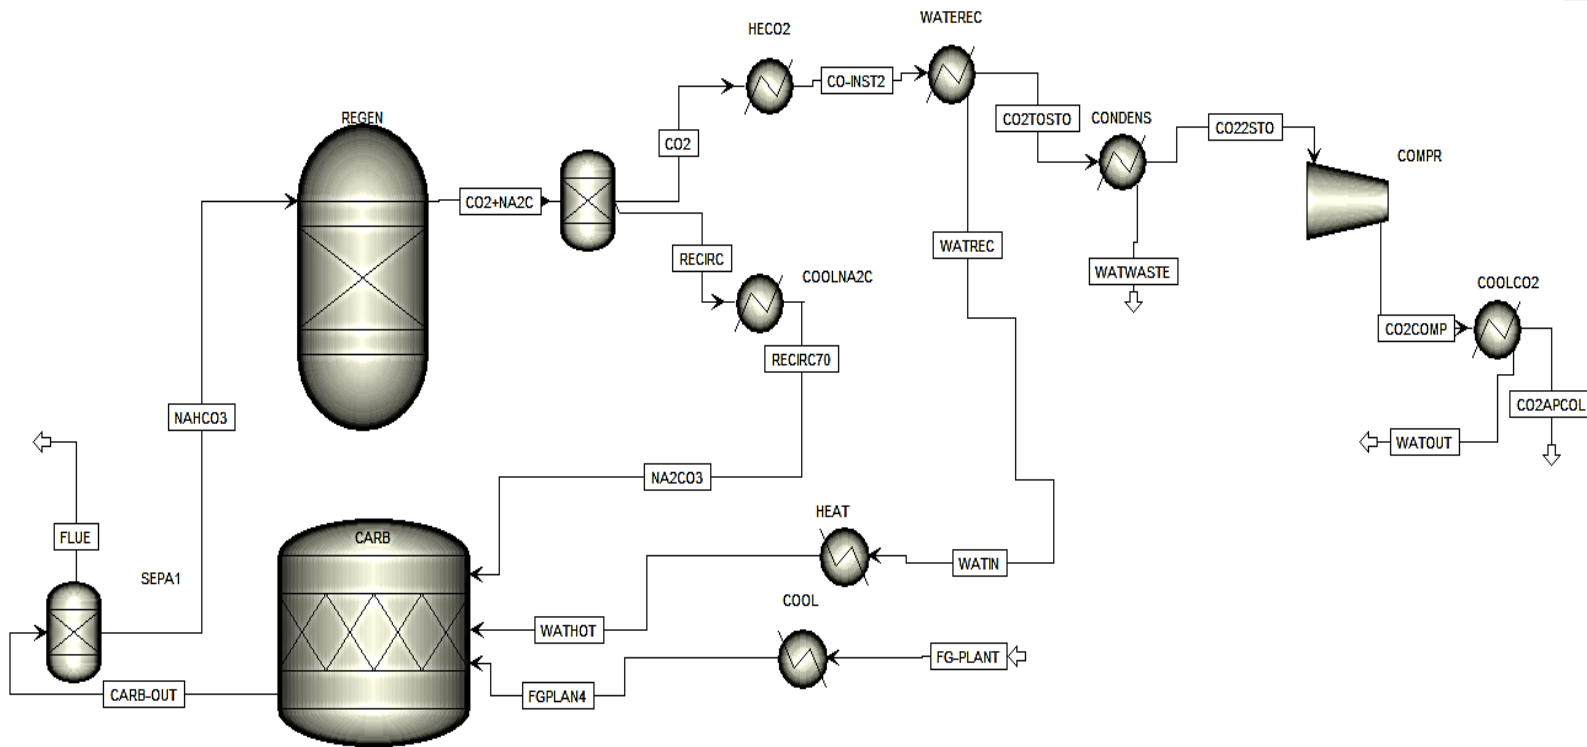 WATEREC
HECO2
CO-INST2
REGEN
CO2
CO2TOSTO
CONDENS
CO22STO
COMPR
CO2+NA2C
RECIRC
WATREC
WATWASTE
COOLNA2C
COOLCO2
CO2COMP
RECIRC70
NAHCO3
CO2APCOL
WATOUT
NA2CO3
HEAT
FLUE
CARB
WATIN
SEPA1
COOL
WATHOT
FG-PLANT
CARB-OUT
FGPLAN4